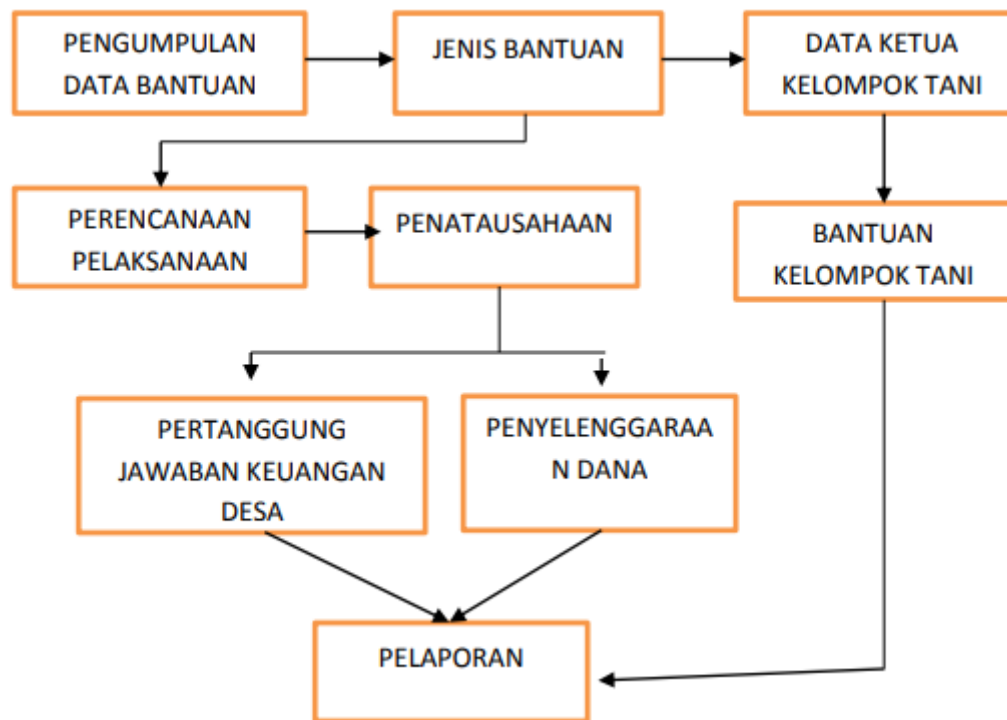 PENGUMPULAN
DATA BANTUAN
JENIS BANTUAN
DATA KETUA
KELOMPOK TANI
PERENCANAAN
PELAKSANAAN
PENATAUSAHAAN
BANTUAN
KELOMPOK TANI
PERTANGGUNG
JAWABAN KEUANGAN
DESA
PENYELENGGARAA
N DANA
PELAPORAN